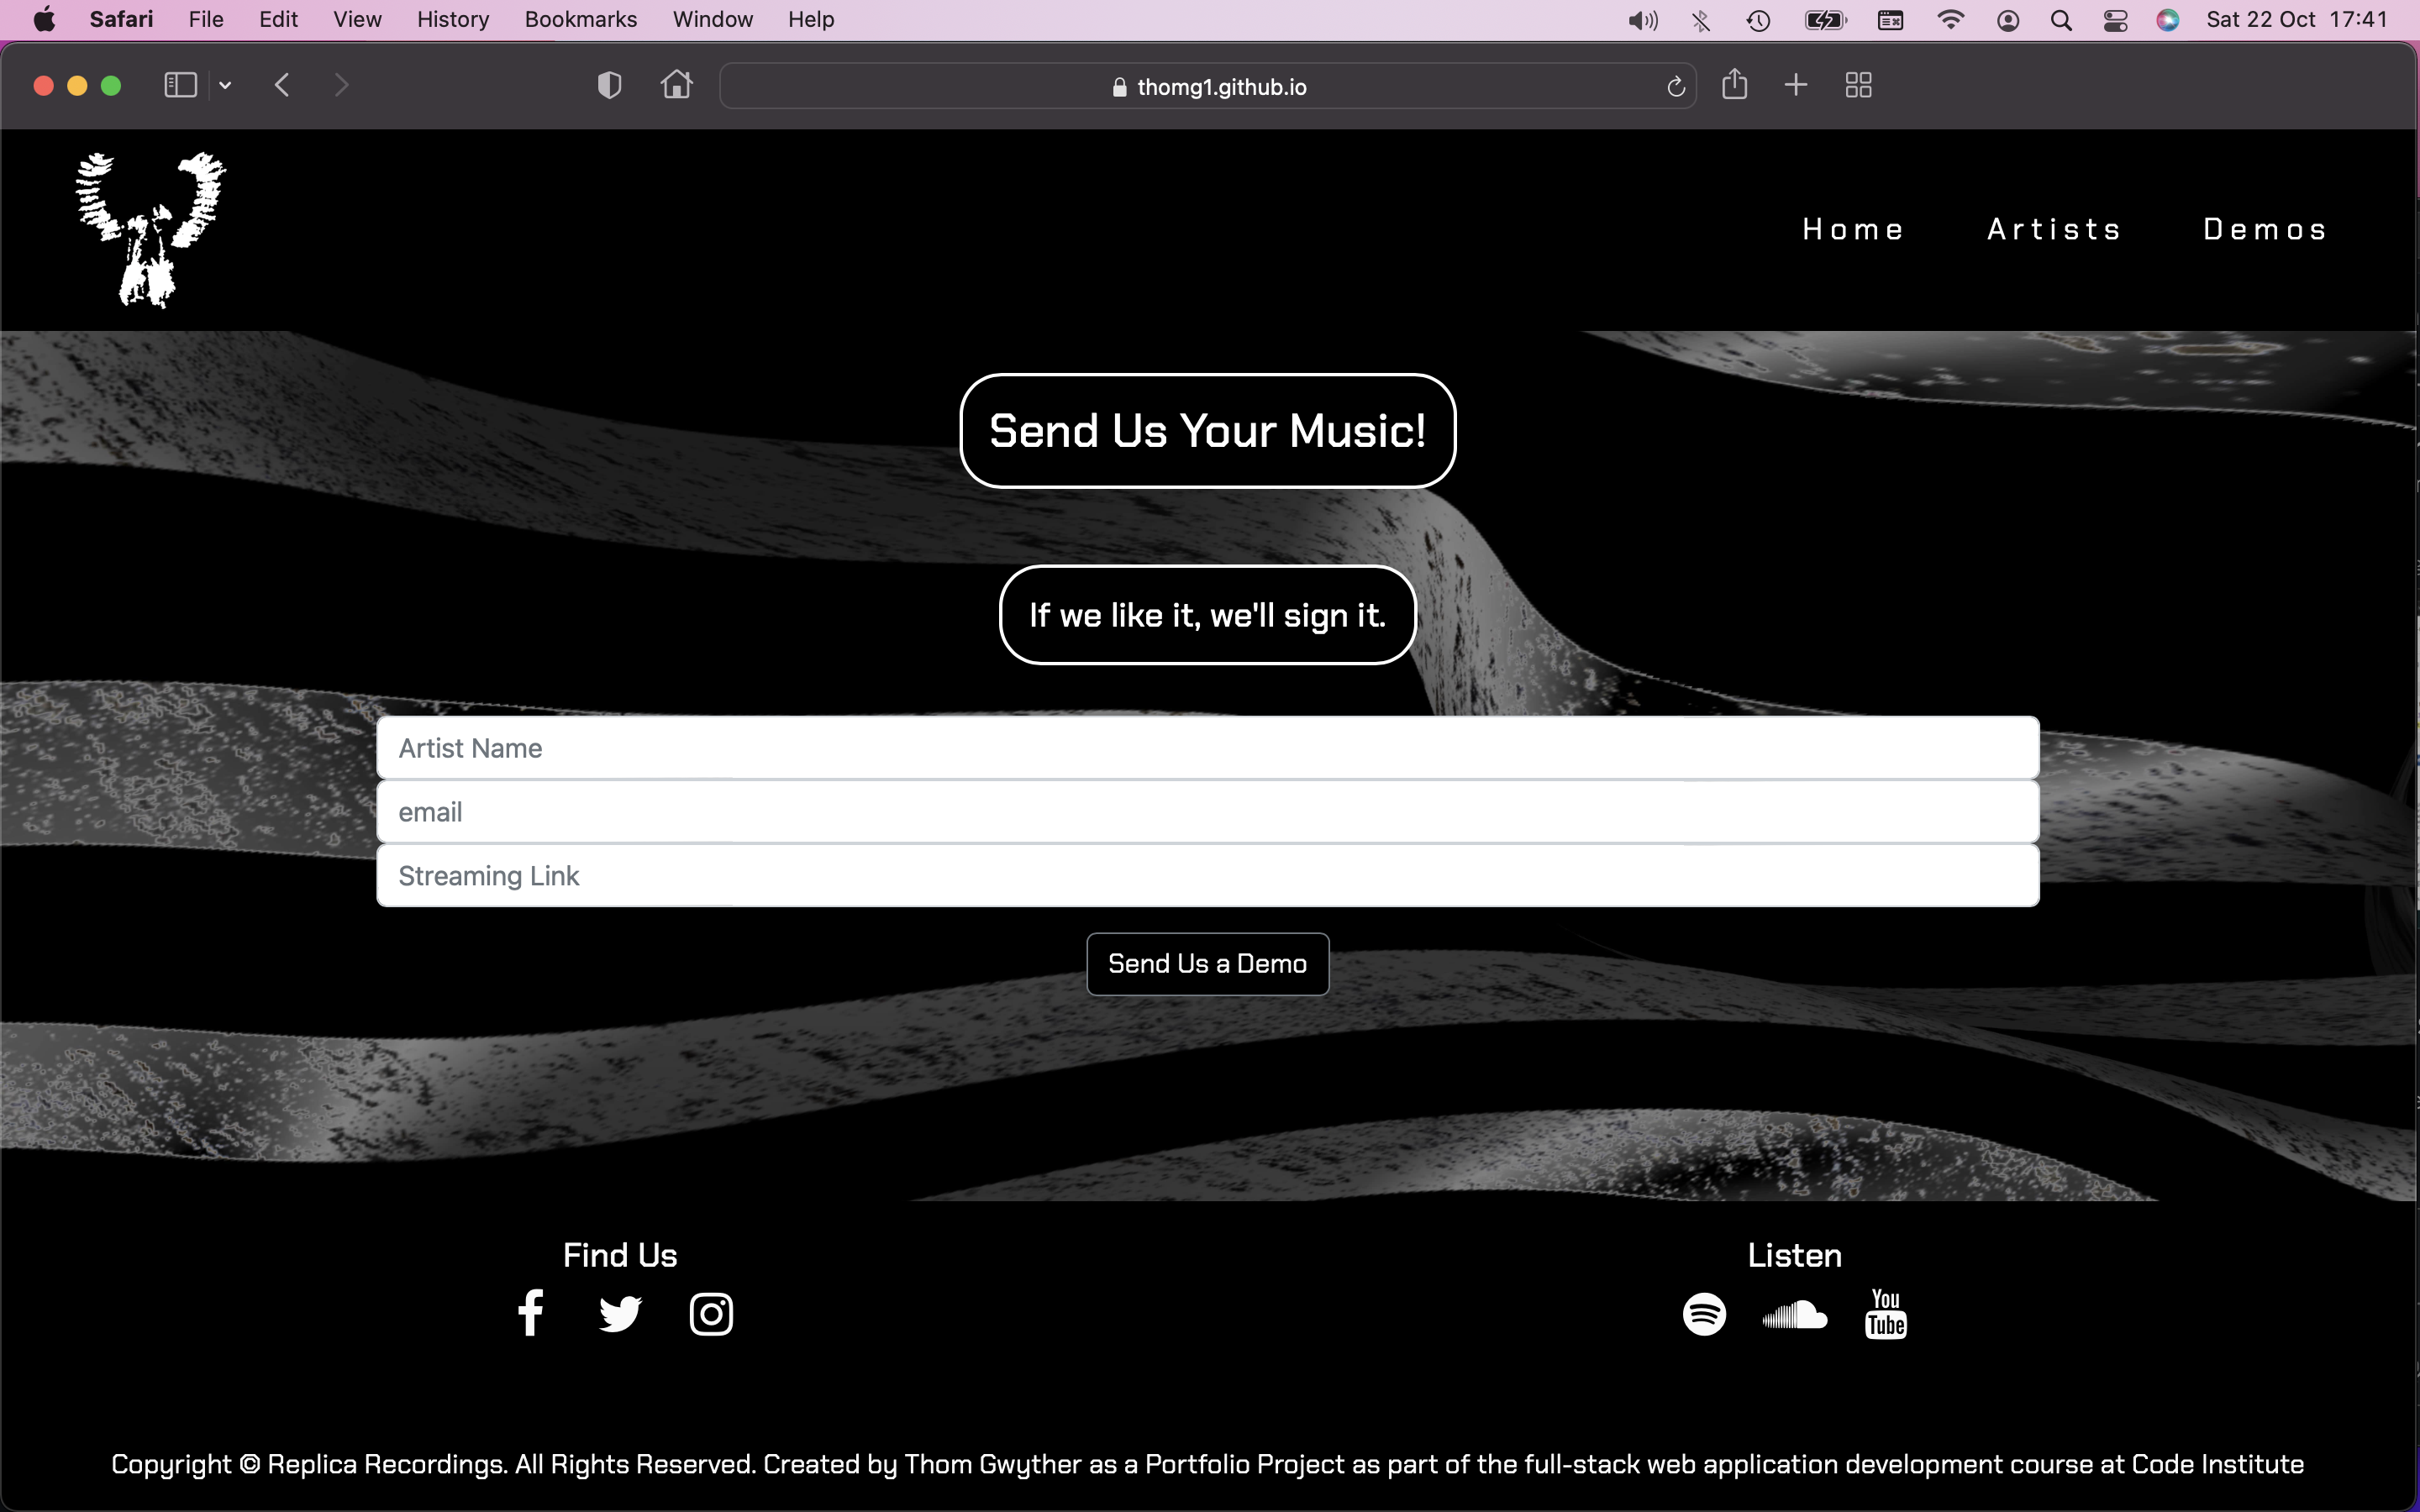 Safari File Edit View History Bookmarks Window Help Sat 22 Oct 17:41
thomg1.github.io
Home Artists Demos
Send Us Your Music!
If we like it, we'll sign it.
Artist Name
email
Streaming Link
Send Us a Demo
Find Us Listen
You
Tube
Copyright © Replica Recordings. All Rights Reserved. Created by Thom Gwyther as a Portfolio Project as part of the full-stack web application development course at Code Institute